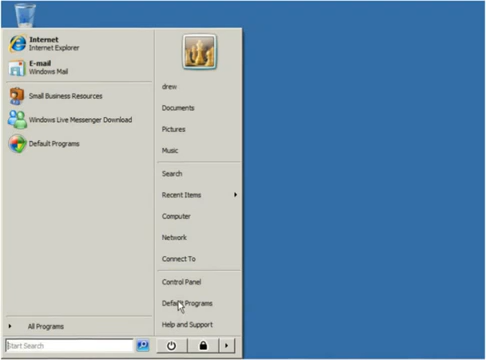 Internet
Internet Explorer
E-mail
Windows Mail
Small Business Resources
Windows Live Messenger Download
Default Programs
All Programs
Start Search
drew
Documents
Pictures
Music
Search
Recent Items
Computer
Network
Connect To
Control Panel
Default Programs
Help and Support